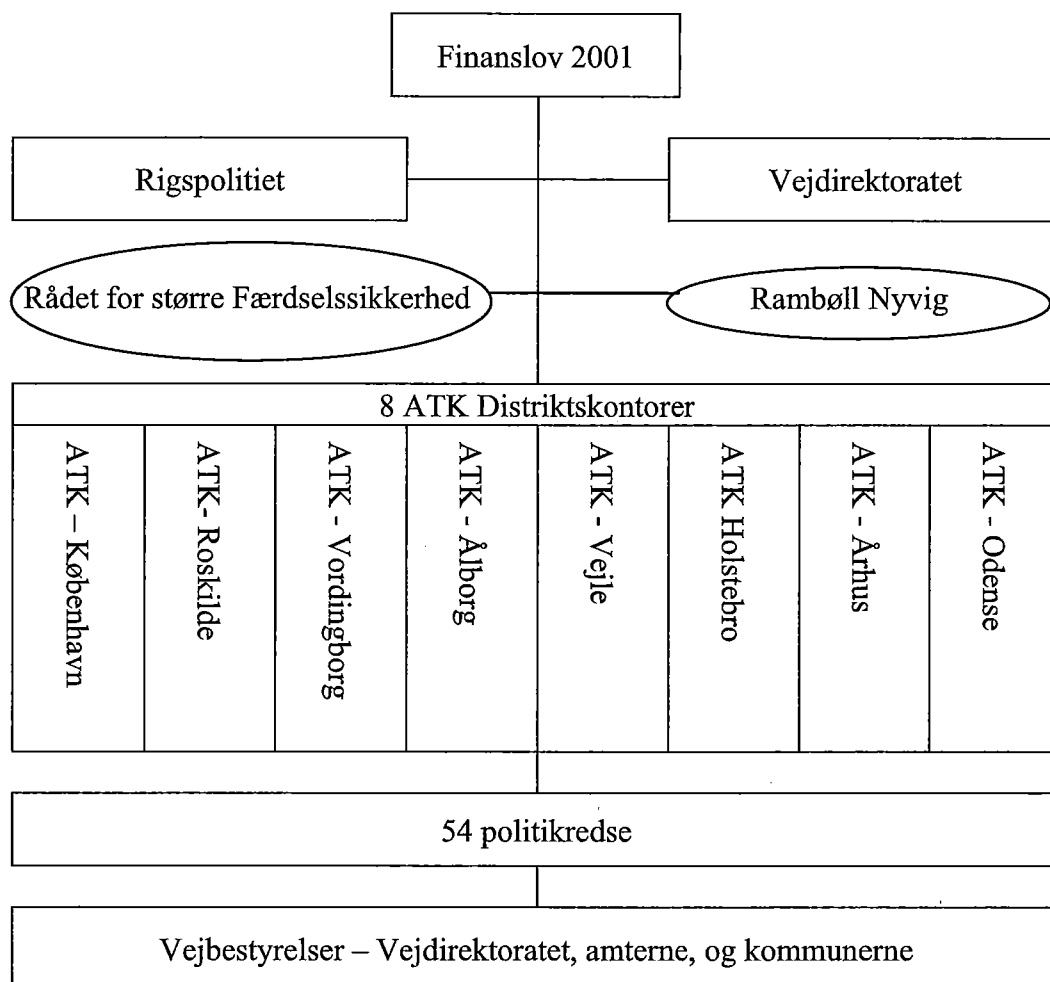 Finanslov 2001
Rigspolitiet
Vejdirektoratet
Rådet for større Færdselssikkerhed
Rambøll Nyvig
8 ATK Distriktskontorer
ATK – København
ATK- Roskilde
ATK - Vordingborg
ATK - Ålborg
ATK - Vejle
ATK Holstebro
ATK - Århus
ATK - Odense
54 politikredse
Vejbestyrelser – Vejdirektoratet, amterne, og kommunerne